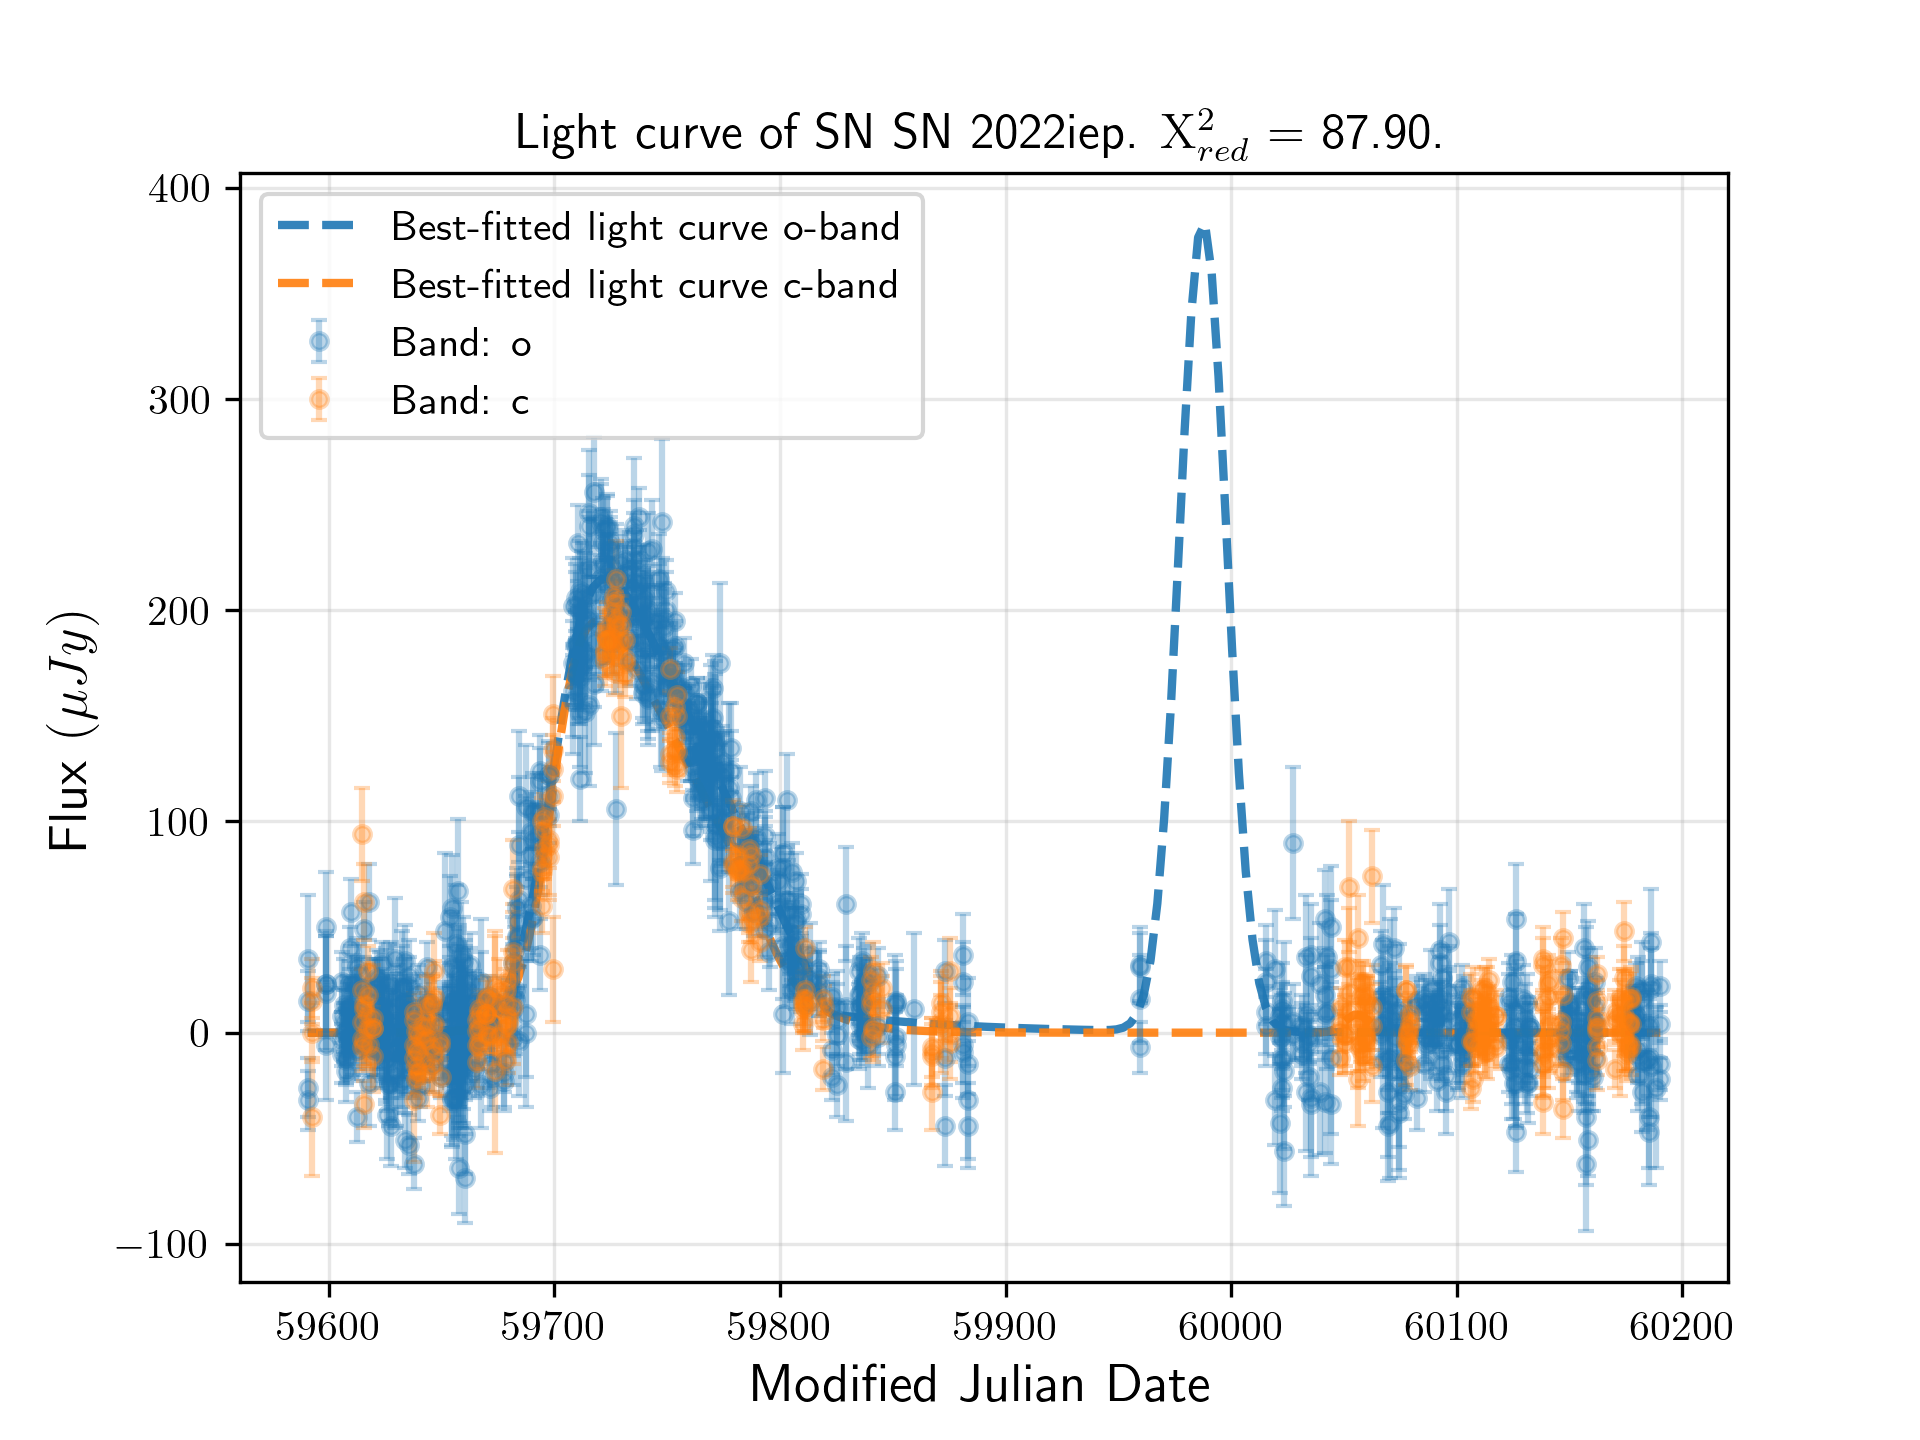 Light curve of SN SN 2022iep. X²_red = 87.90.
400
300
200
100
0
−100
Flux (μJy)
Best-fitted light curve o-band
Best-fitted light curve c-band
Band: o
Band: c
59600 59700 59800 59900 60000 60100 60200
Modified Julian Date